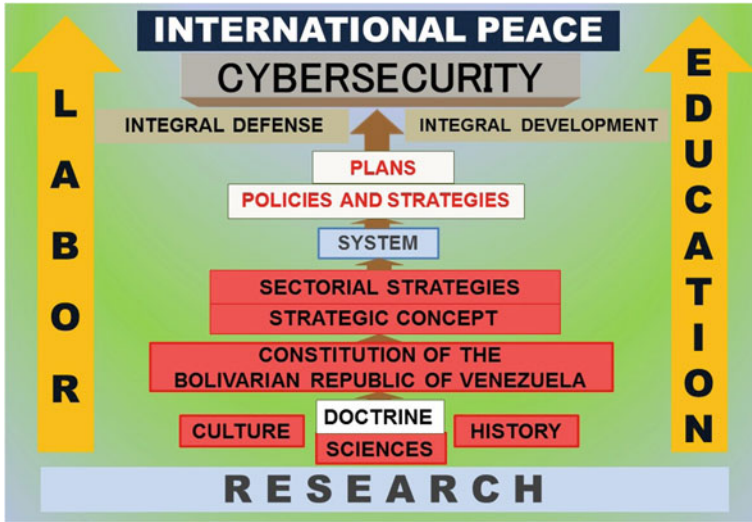 INTERNATIONAL PEACE
CYBERSECURITY
INTEGRAL DEFENSE
INTEGRAL DEVELOPMENT
PLANS
POLICIES AND STRATEGIES
SYSTEM
SECTORIAL STRATEGIES
STRATEGIC CONCEPT
CONSTITUTION OF THE
BOLIVARIAN REPUBLIC OF VENEZUELA
DOCTRINE
CULTURE
SCIENCES
HISTORY
LABOR
EDUCATION
RESEARCH